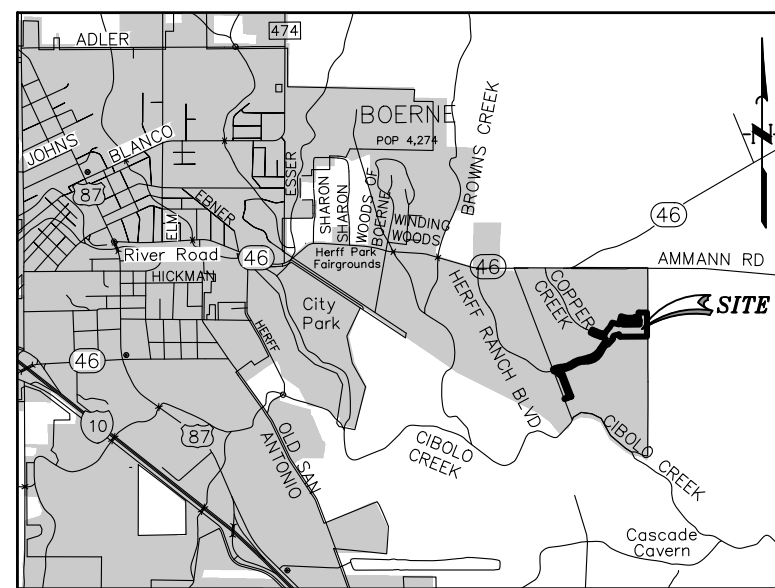 474
ADLER
BOERNE
POP 4,274
JOHNS
BLANCO
ESSER
BROWNS CREEK
N
87
EBNER
ELM
SHARON
SHARON
WOODS OF
BOERNE
WINDING
WOODS
46
River Road
46
Herff Park
Fairgrounds
46
AMMANN RD
HICKMAN
City
Park
HERFF
COPPER
CREEK
SITE
HERFF RANCH BLVD
46
10
87
OLD SAN
ANTONIO
CIBOLO
CREEK
CIBOLO CREEK
Cascade
Cavern